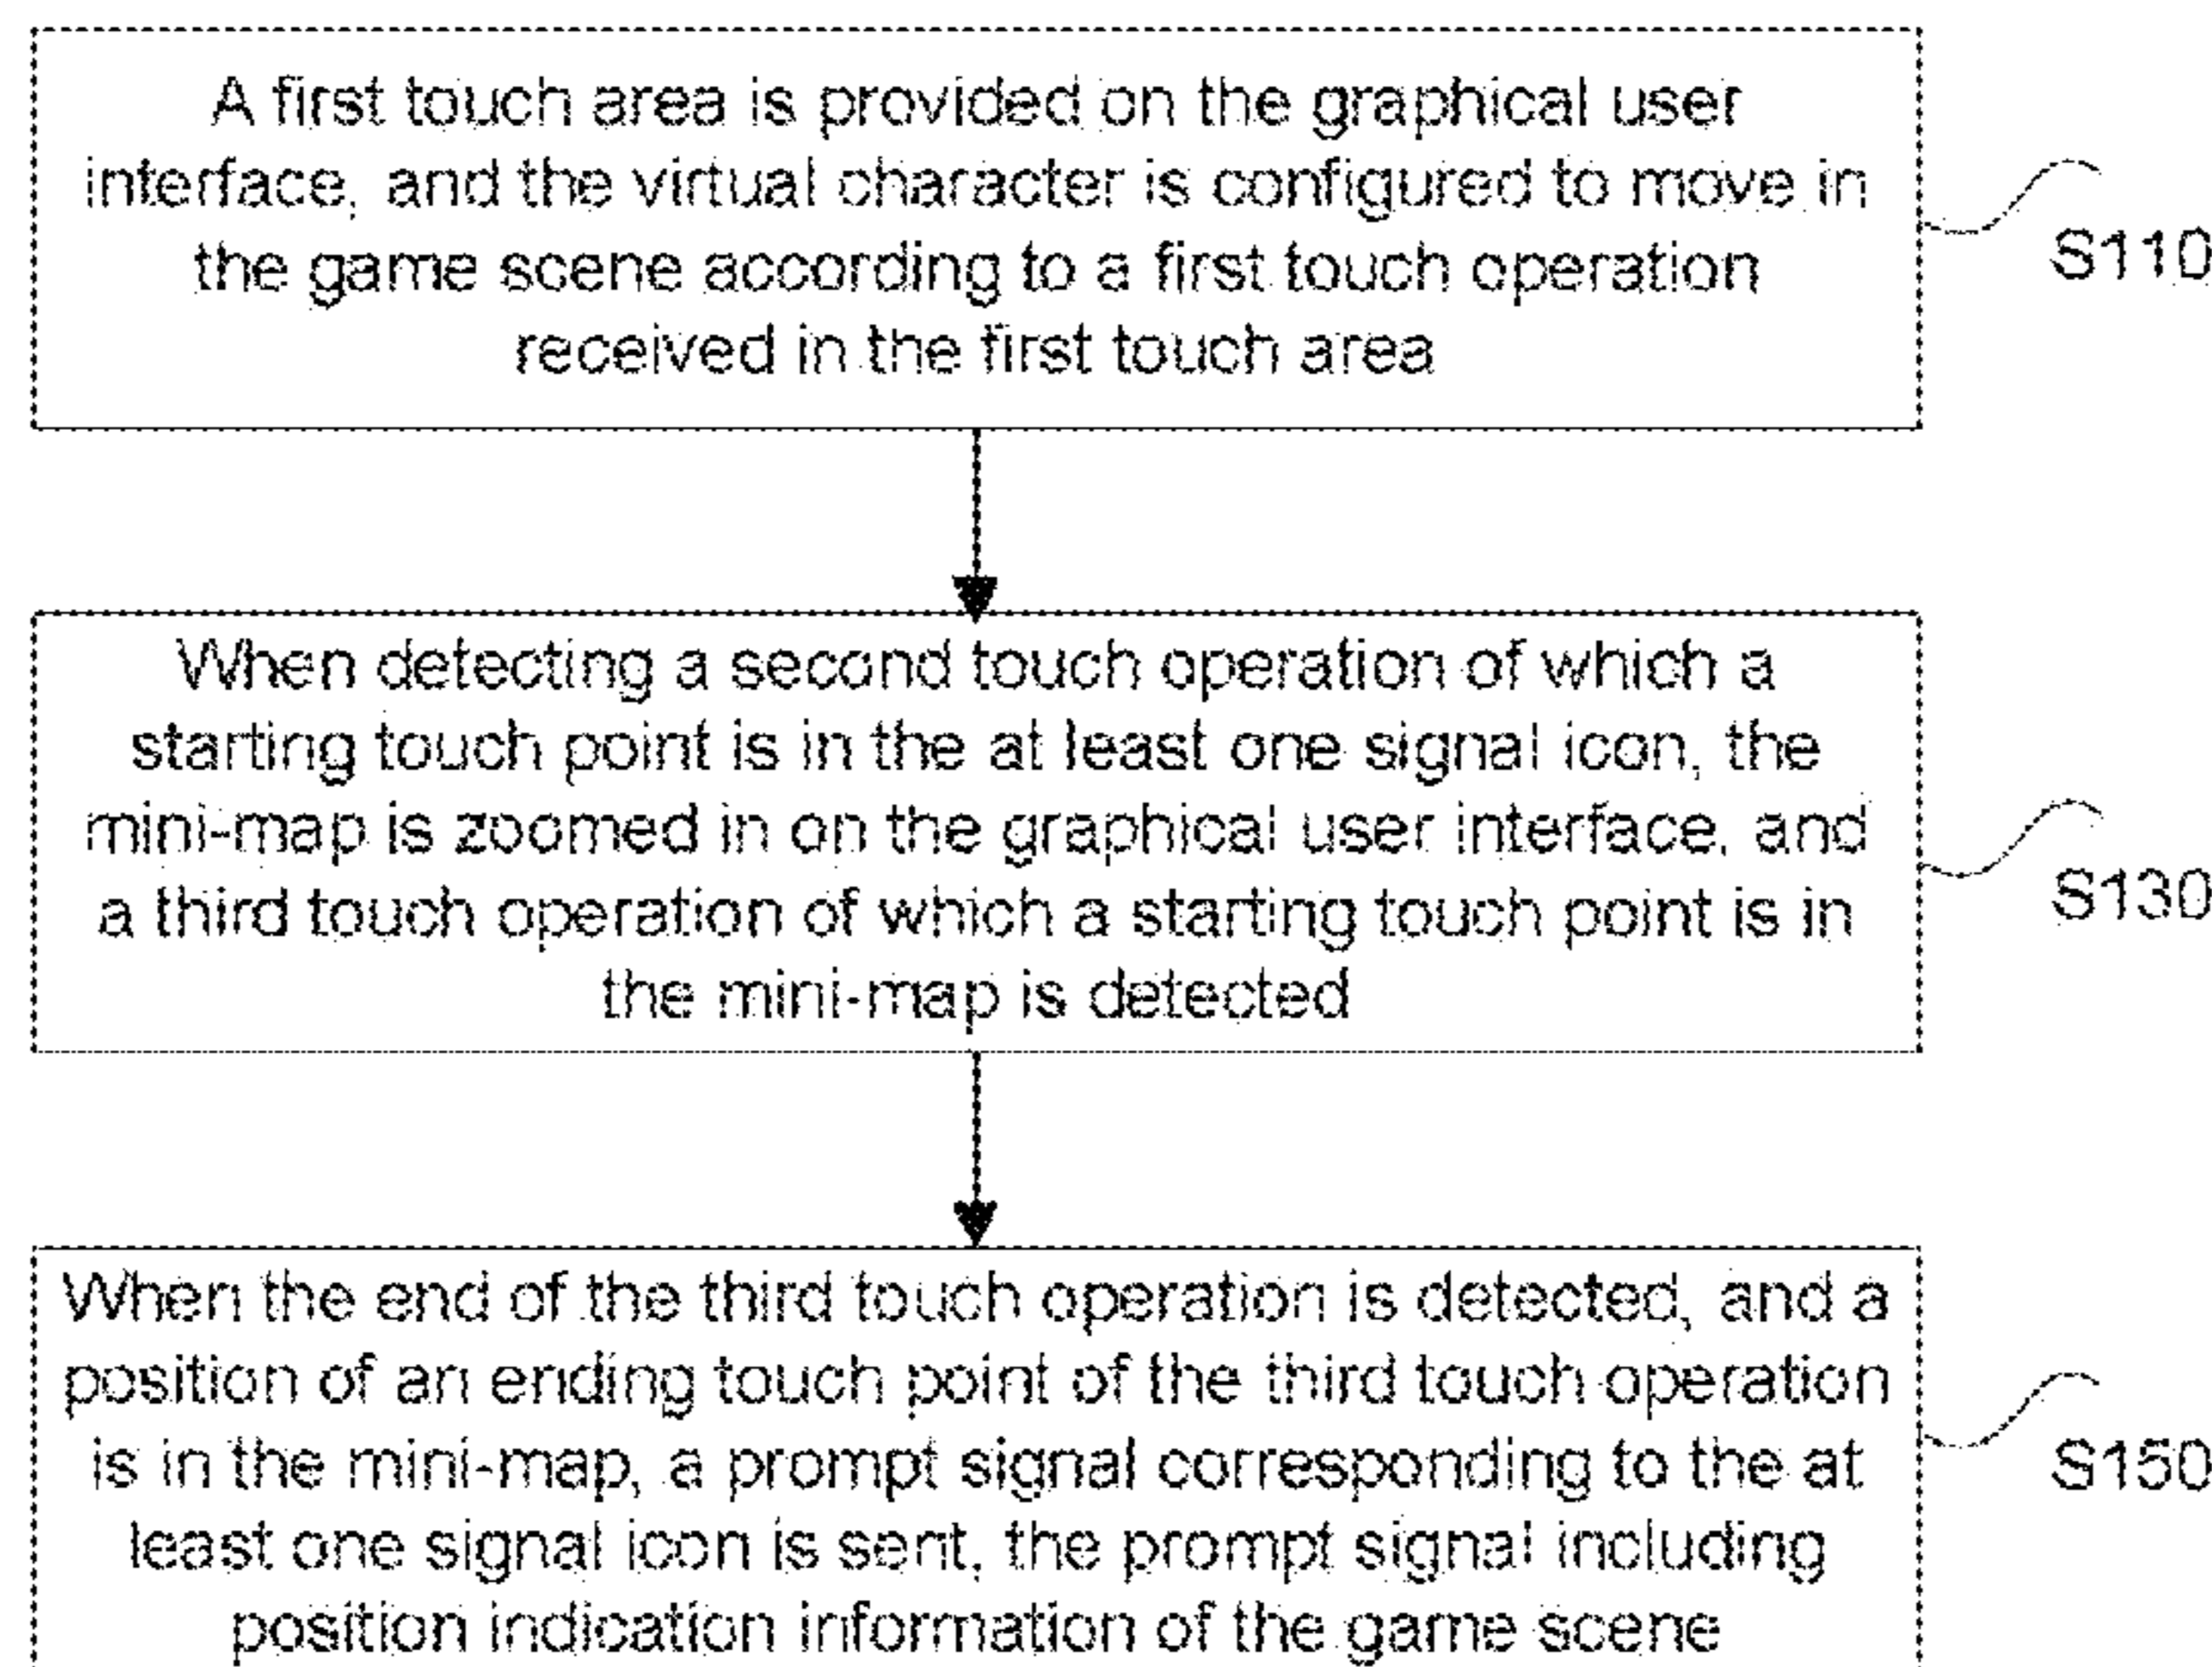 A first touch area is provided on the graphical user
interface, and the virtual character is configured to move in
the game scene according to a first touch operation
received in the first touch area
S110
When detecting a second touch operation of which a
starting touch point is in the at least one signal icon, the
mini-map is zoomed in on the graphical user interface, and
a third touch operation of which a starting touch point is in
the mini-map is detected
S130
When the end of the third touch operation is detected, and a
position of an ending touch point of the third touch operation
is in the mini-map, a prompt signal corresponding to the at
least one signal icon is sent, the prompt signal including
position indication information of the game scene
S150